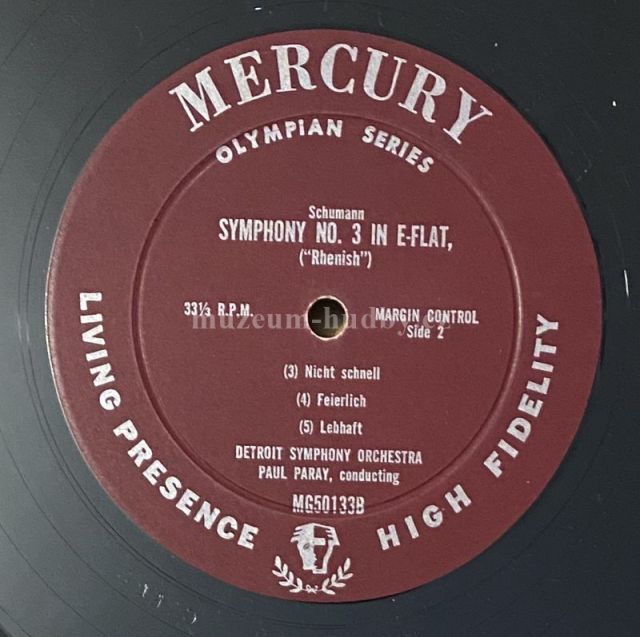 MERCURY
OLYMPiAN SERIES
Schumann
SYMPHONY NO. 3 IN E-FLAT,
("Rhenish")
33⅓ R.P.M.
MARGIN CONTROL
Side 2
muzeum-hudby.cz
(3) Nicht schnell
(4) Feierlich
(5) Lebhaft
DETROIT SYMPHONY ORCHESTRA
PAUL PARAY, conducting
MG50133B
LIVING PRESENCE
HIGH FIDELITY